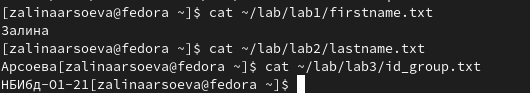 [zalinaarsoeva@fedora ~]$ cat ~/lab/lab1/firstname.txt
Залина
[zalinaarsoeva@fedora ~]$ cat ~/lab/lab2/lastname.txt
Арсоева[zalinaarsoeva@fedora ~]$ cat ~/lab/lab3/id_group.txt
НБИбд-01-21[zalinaarsoeva@fedora ~]$